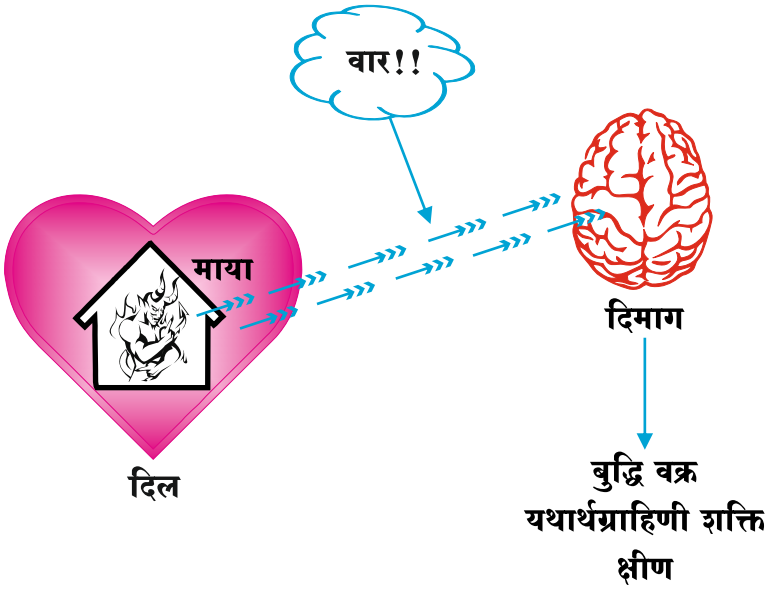 वार!!
माया
दिमाग
दिल
बुद्धि वक्र
यथार्थग्राहिणी शक्ति
क्षीण